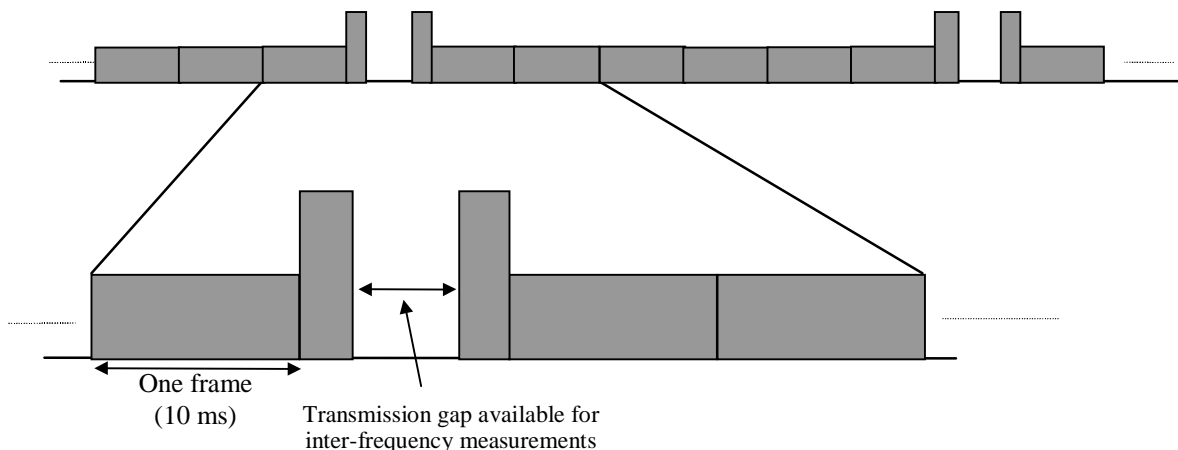 One frame
(10 ms)
Transmission gap available for
inter-frequency measurements